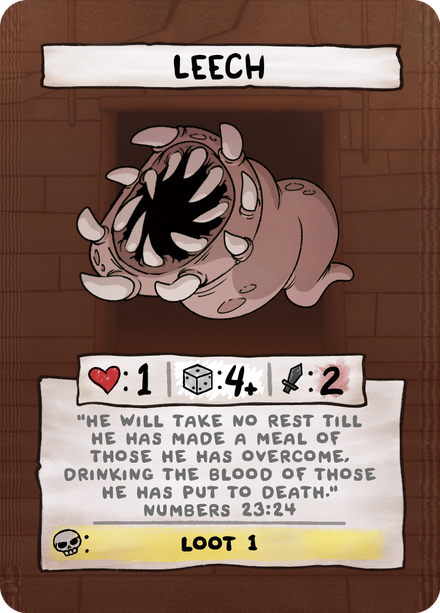 LEECH
:1 :4+ :2
"HE WILL TAKE NO REST TILL
HE HAS MADE A MEAL OF
THOSE HE HAS OVERCOME,
DRINKING THE BLOOD OF THOSE
HE HAS PUT TO DEATH."
NUMBERS 23:24
: LOOT 1